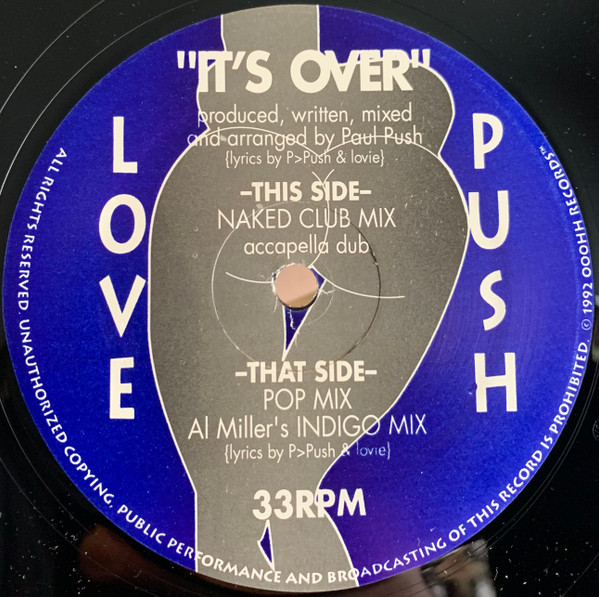 "IT'S OVER"
produced, written, mixed
and arranged by Paul Push
{lyrics by P>Push & lovie}
-THIS SIDE-
NAKED CLUB MIX
accapella dub
-THAT SIDE-
POP MIX
Al Miller's INDIGO MIX
{lyrics by P>Push & lovie}
33RPM
LOVE
PUSH
ALL RIGHTS RESERVED. UNAUTHORIZED COPYING, PUBLIC PERFORMANCE AND BROADCASTING OF THIS RECORD IS PROHIBITED. © 1992 OOOHH RECORDS™